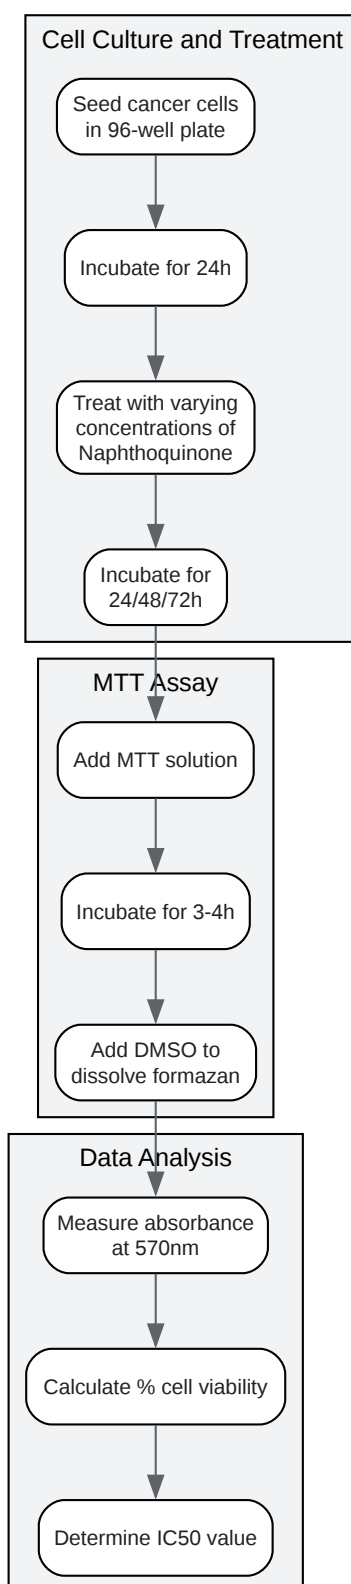 Cell Culture and Treatment
Seed cancer cells
in 96-well plate
Incubate for 24h
Treat with varying
concentrations of
Naphthoquinone
Incubate for
24/48/72h
MTT Assay
Add MTT solution
Incubate for 3-4h
Add DMSO to
dissolve formazan
Data Analysis
Measure absorbance
at 570nm
Calculate % cell viability
Determine IC50 value